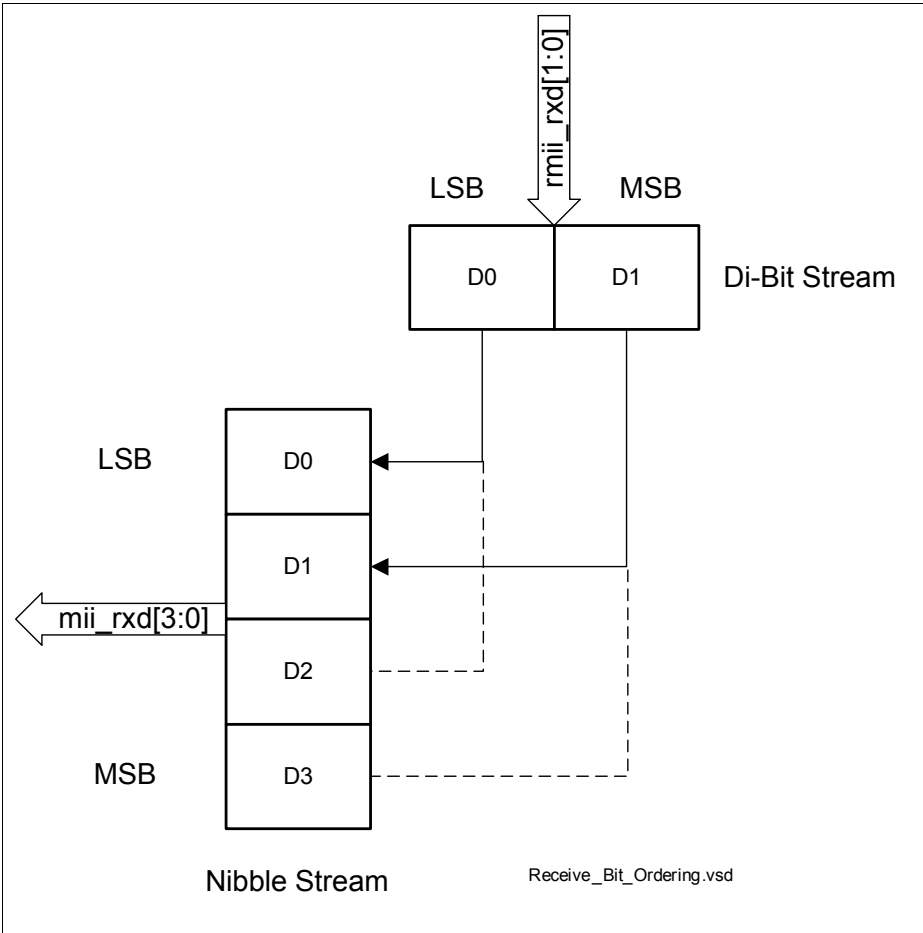 rmii_rxd[1:0]
LSB
MSB
D0
D1
Di-Bit Stream
LSB
D0
D1
mii_rxd[3:0]
D2
MSB
D3
Nibble Stream
Receive_Bit_Ordering.vsd